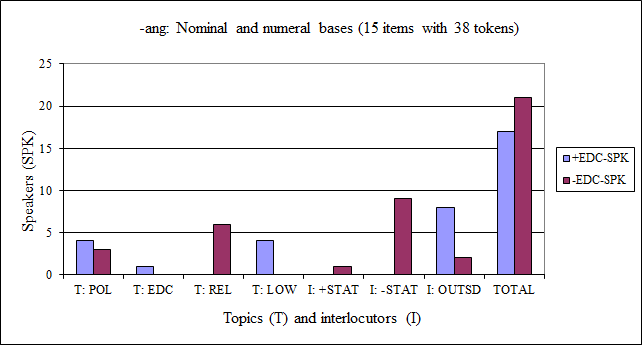 -ang: Nominal and numeral bases (15 items with 38 tokens)
25
20
15
10
5
0
Speakers (SPK)
T: POL T: EDC T: REL T: LOW I: +STAT I: -STAT I: OUTSD TOTAL
Topics (T) and interlocutors (I)
+EDC-SPK
-EDC-SPK